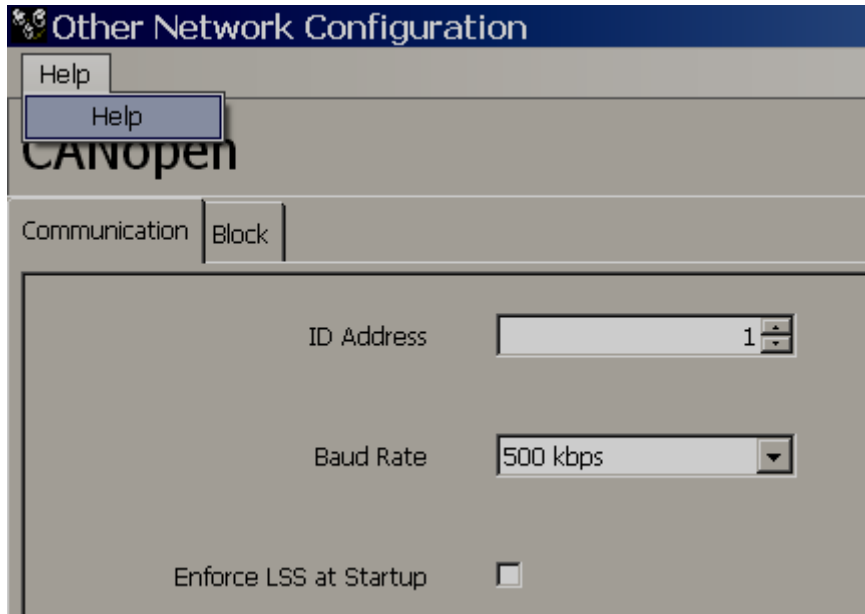 Other Network Configuration
Help
Help
CANopen
Communication Block
ID Address 1
Baud Rate 500 kbps
Enforce LSS at Startup